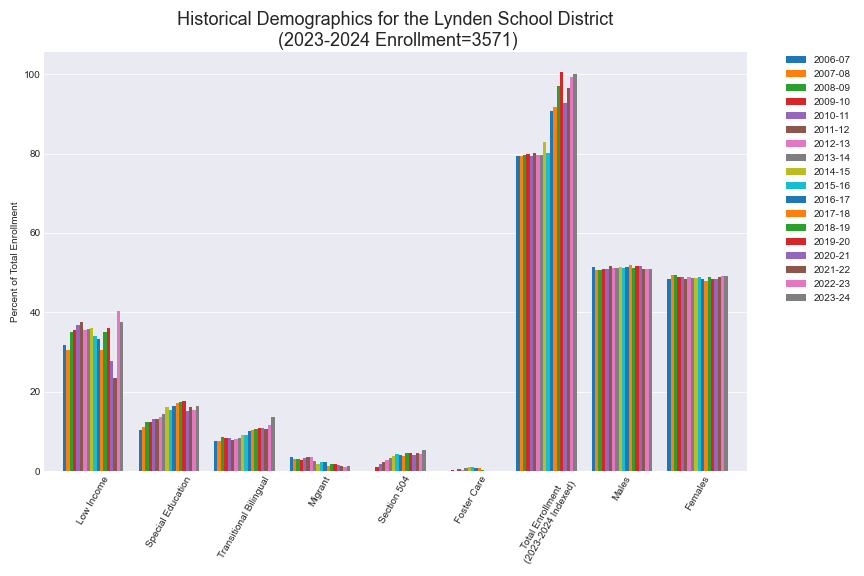 Historical Demographics for the Lynden School District
(2023-2024 Enrollment=3571)
Percent of Total Enrollment
100
80
60
40
20
0
Low Income
Special Education
Transitional Bilingual
Migrant
Section 504
Foster Care
Total Enrollment
(2023-2024 Indexed)
Males
Females
2006-07
2007-08
2008-09
2009-10
2010-11
2011-12
2012-13
2013-14
2014-15
2015-16
2016-17
2017-18
2018-19
2019-20
2020-21
2021-22
2022-23
2023-24